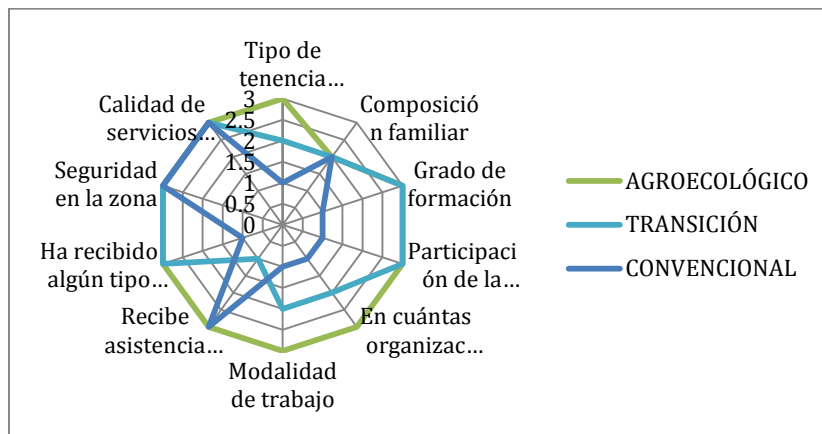 Tipo de
tenencia...
Composició
n familiar
Grado de
formación
Participaci
ón de la...
En cuántas
organizac...
Modalidad
de trabajo
Recibe
asistencia...
Ha recibido
algún tipo...
Seguridad
en la zona
Calidad de
servicios...
3
2.5
2
1.5
1
0.5
0
AGROECOLÓGICO
TRANSICIÓN
CONVENCIONAL